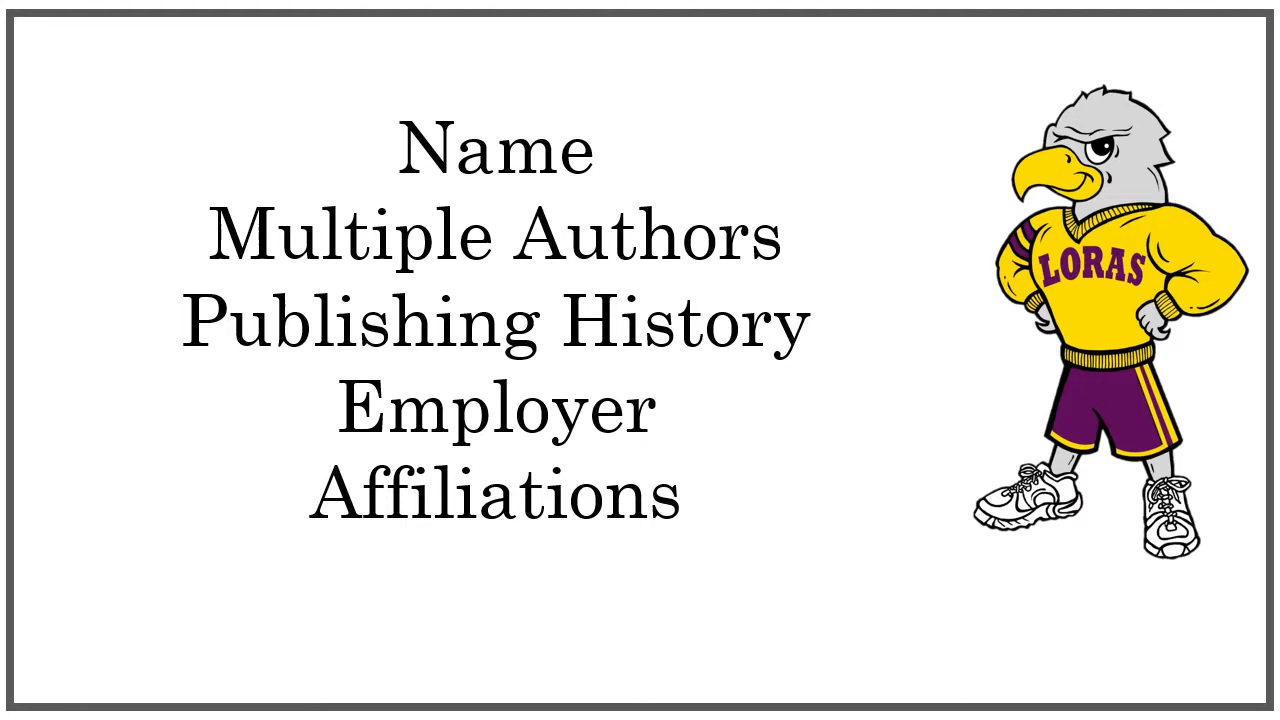 Name
Multiple Authors
Publishing History
Employer
Affiliations
LORAS